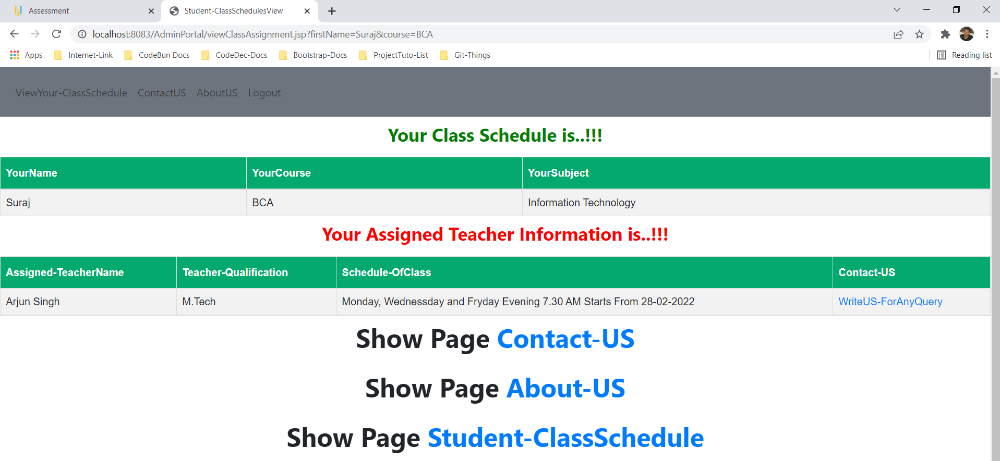 Assessment
Student-ClassSchedulesView
localhost:8083/AdminPortal/viewClassAssignment.jsp?firstName=Suraj&course=BCA
Apps Internet-Link CodeBun Docs CodeDec-Docs Bootstrap-Docs ProjectTuto-List Git-Things Reading list
ViewYour-ClassSchedule ContactUS AboutUS Logout
Your Class Schedule is..!!!
YourName YourCourse YourSubject
Suraj BCA Information Technology
Your Assigned Teacher Information is..!!!
Assigned-TeacherName Teacher-Qualification Schedule-OfClass Contact-US
Arjun Singh M.Tech Monday, Wednessday and Fryday Evening 7.30 AM Starts From 28-02-2022 WriteUS-ForAnyQuery
Show Page Contact-US
Show Page About-US
Show Page Student-ClassSchedule